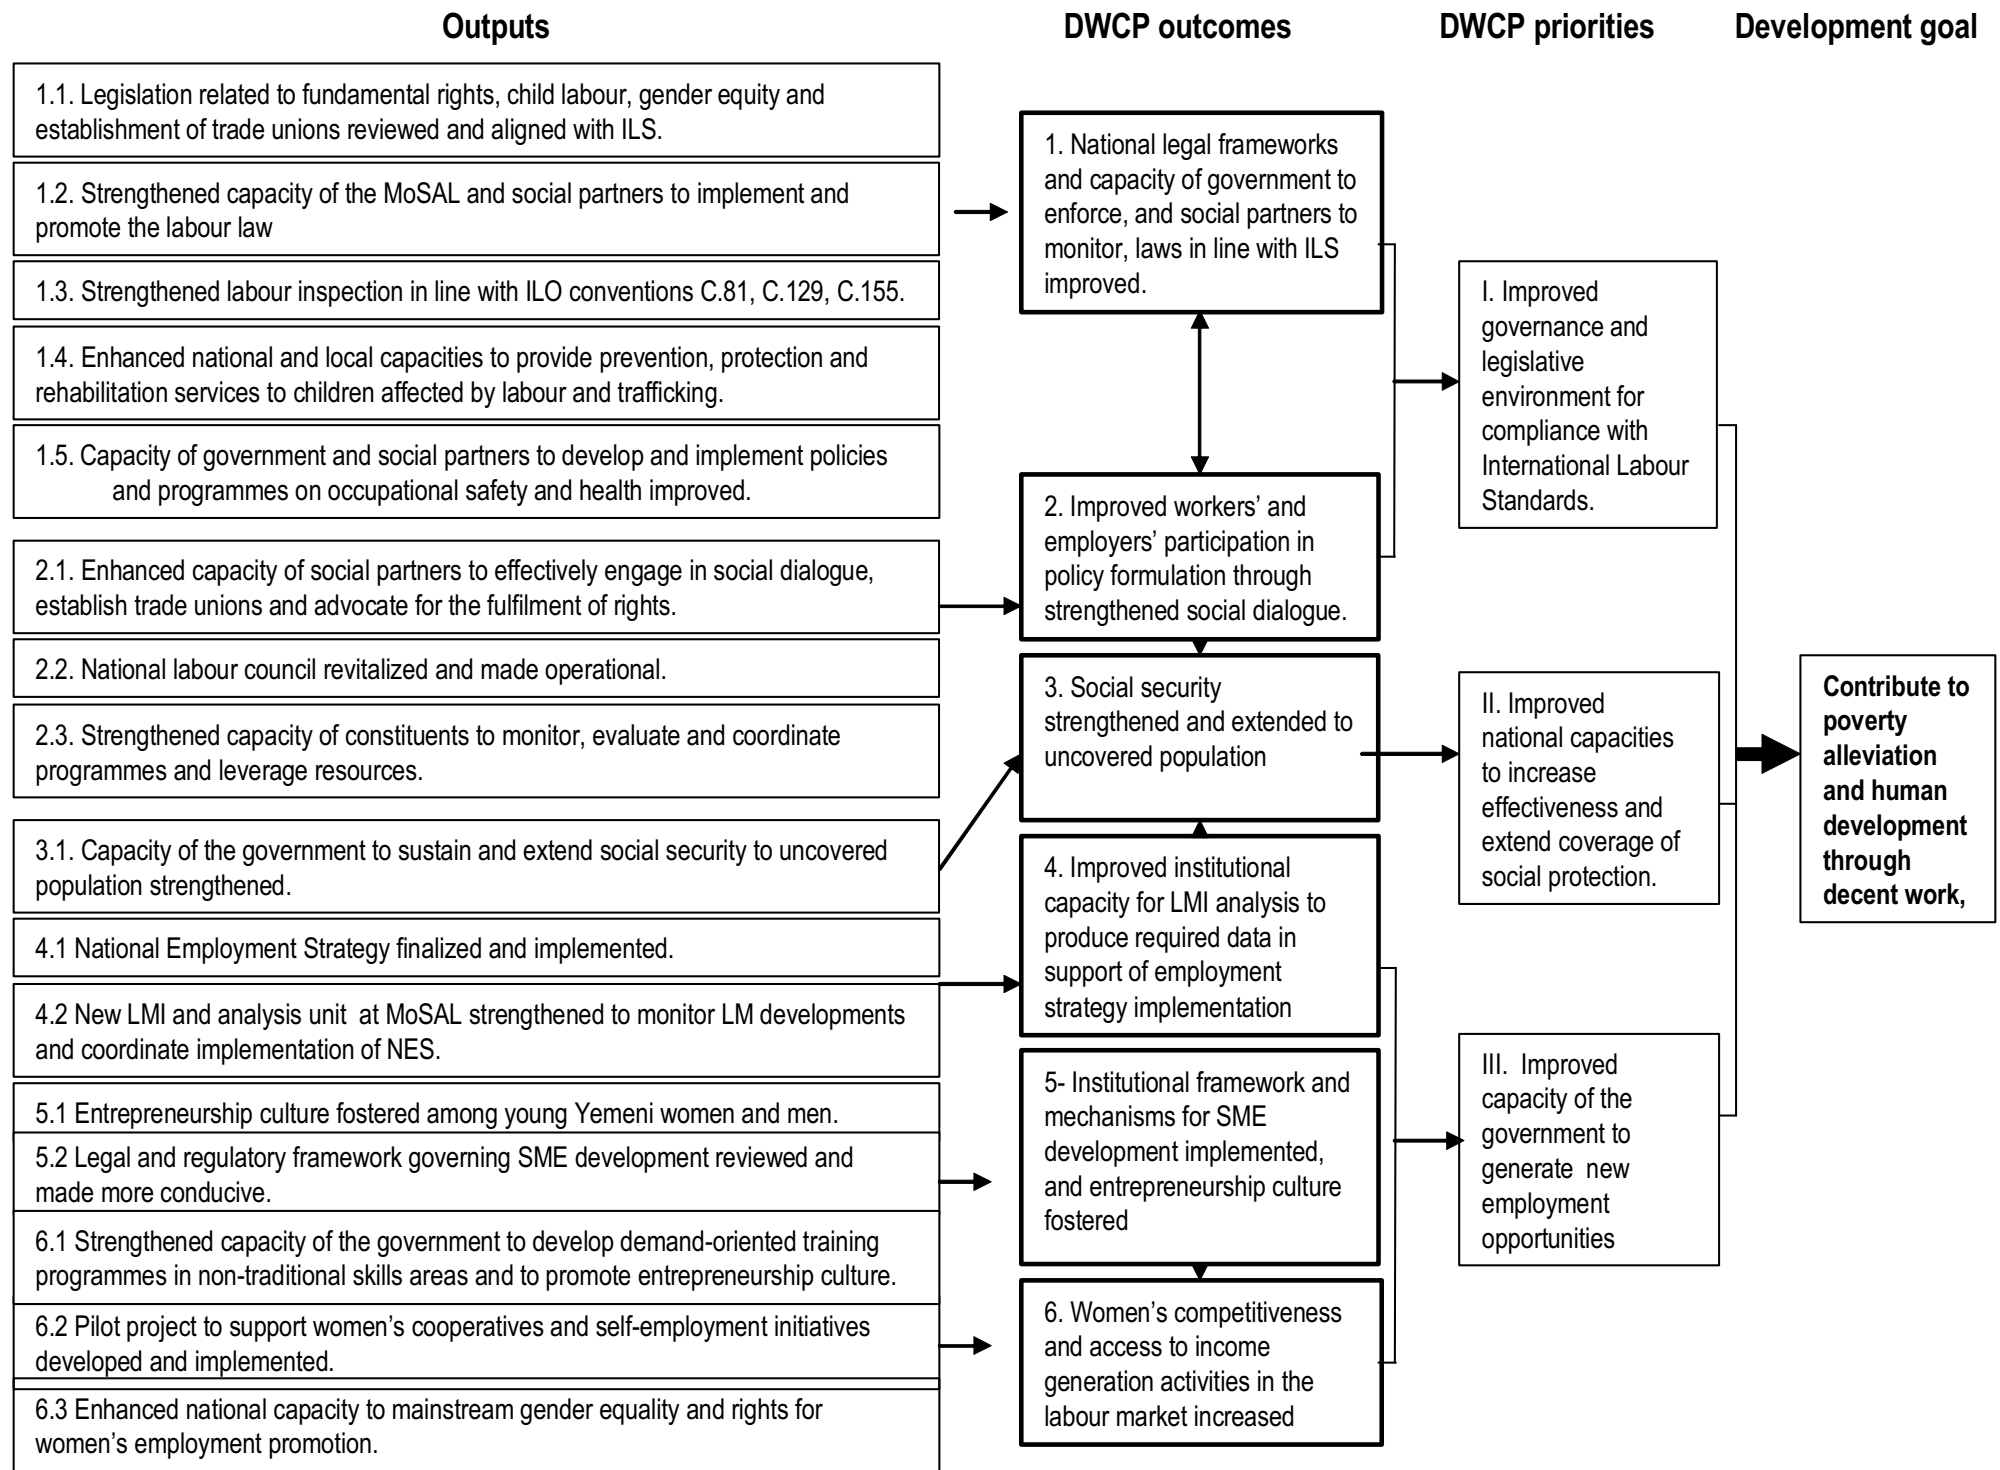 Outputs
DWCP outcomes
DWCP priorities
Development goal
1.1. Legislation related to fundamental rights, child labour, gender equity and
establishment of trade unions reviewed and aligned with ILS.
1.2. Strengthened capacity of the MoSAL and social partners to implement and
promote the labour law
1.3. Strengthened labour inspection in line with ILO conventions C.81, C.129, C.155.
1.4. Enhanced national and local capacities to provide prevention, protection and
rehabilitation services to children affected by labour and trafficking.
1.5. Capacity of government and social partners to develop and implement policies
and programmes on occupational safety and health improved.
2.1. Enhanced capacity of social partners to effectively engage in social dialogue,
establish trade unions and advocate for the fulfilment of rights.
2.2. National labour council revitalized and made operational.
2.3. Strengthened capacity of constituents to monitor, evaluate and coordinate
programmes and leverage resources.
3.1. Capacity of the government to sustain and extend social security to uncovered
population strengthened.
4.1 National Employment Strategy finalized and implemented.
4.2 New LMI and analysis unit at MoSAL strengthened to monitor LM developments
and coordinate implementation of NES.
5.1 Entrepreneurship culture fostered among young Yemeni women and men.
5.2 Legal and regulatory framework governing SME development reviewed and
made more conducive.
6.1 Strengthened capacity of the government to develop demand-oriented training
programmes in non-traditional skills areas and to promote entrepreneurship culture.
6.2 Pilot project to support women’s cooperatives and self-employment initiatives
developed and implemented.
6.3 Enhanced national capacity to mainstream gender equality and rights for
women’s employment promotion.
1. National legal frameworks
and capacity of government to
enforce, and social partners to
monitor, laws in line with ILS
improved.
2. Improved workers’ and
employers’ participation in
policy formulation through
strengthened social dialogue.
3. Social security
strengthened and extended to
uncovered population
4. Improved institutional
capacity for LMI analysis to
produce required data in
support of employment
strategy implementation
5- Institutional framework and
mechanisms for SME
development implemented,
and entrepreneurship culture
fostered
6. Women’s competitiveness
and access to income
generation activities in the
labour market increased
I. Improved
governance and
legislative
environment for
compliance with
International Labour
Standards.
II. Improved
national capacities
to increase
effectiveness and
extend coverage of
social protection.
III. Improved
capacity of the
government to
generate new
employment
opportunities
Contribute to
poverty
alleviation
and human
development
through
decent work,